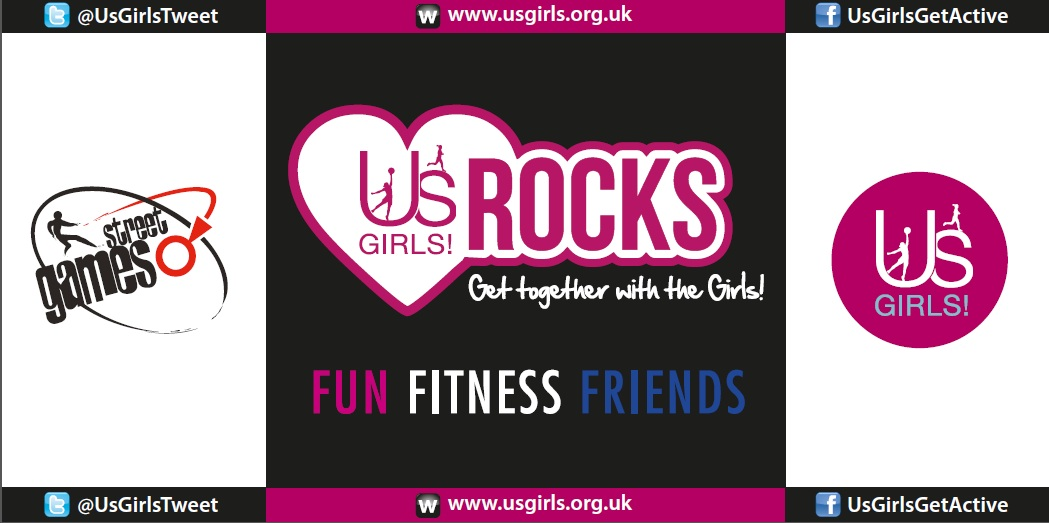 @UsGirlsTweet
www.usgirls.org.uk
UsGirlsGetActive
street
games
Us
GIRLS!
ROCKS
Get together with the Girls!
FUN FITNESS FRIENDS
Us
GIRLS!
@UsGirlsTweet
www.usgirls.org.uk
UsGirlsGetActive